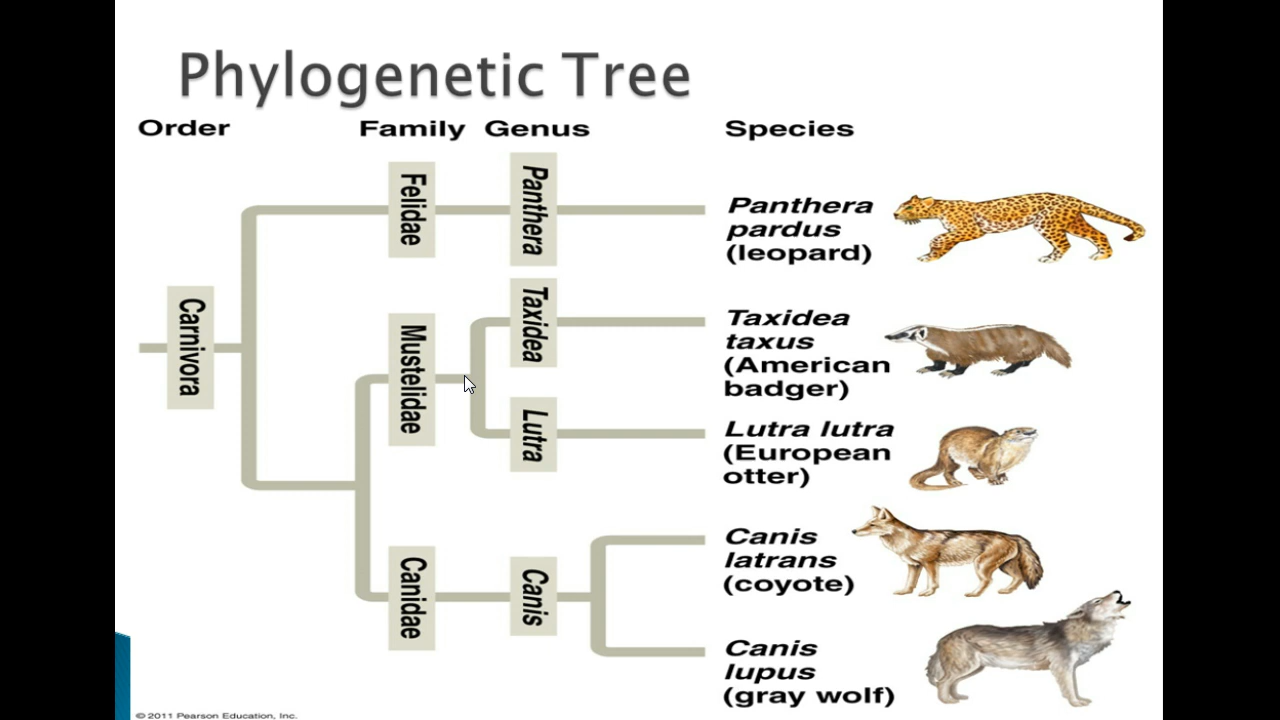 Phylogenetic Tree
Order Family Genus Species
Felidae
Panthera
Panthera
pardus
(leopard)
Carnivora
Mustelidae
Taxidea
Taxidea
taxus
(American
badger)
Lutra
Lutra lutra
(European
otter)
Canidae
Canis
Canis
latrans
(coyote)
Canis
lupus
(gray wolf)
© 2011 Pearson Education, Inc.